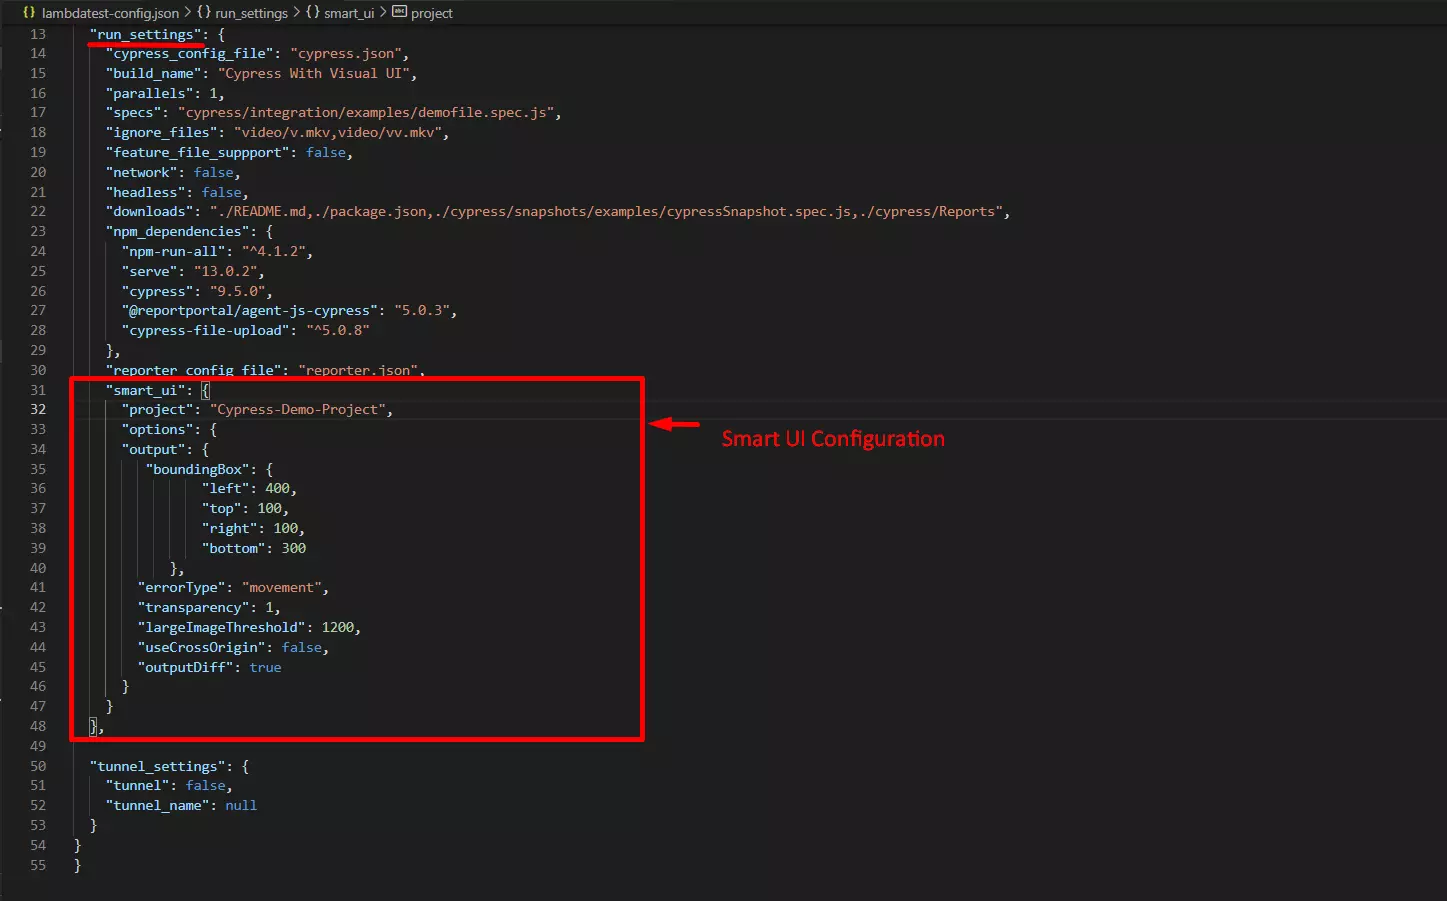 {} lambdatest-config.json > {} run_settings > {} smart_ui > abc project
13 "run_settings": {
14 "cypress_config_file": "cypress.json",
15 "build_name": "Cypress With Visual UI",
16 "parallels": 1,
17 "specs": "cypress/integration/examples/demofile.spec.js",
18 "ignore_files": "video/v.mkv,video/vv.mkv",
19 "feature_file_suppport": false,
20 "network": false,
21 "headless": false,
22 "downloads": "./README.md,./package.json,./cypress/snapshots/examples/cypressSnapshot.spec.js,./cypress/Reports",
23 "npm_dependencies": {
24 "npm-run-all": "^4.1.2",
25 "serve": "13.0.2",
26 "cypress": "9.5.0",
27 "@reportportal/agent-js-cypress": "5.0.3",
28 "cypress-file-upload": "^5.0.8"
29 },
30 "reporter_config_file": "reporter.json",
31 "smart_ui": {
32 "project": "Cypress-Demo-Project",
33 "options": {
Smart UI Configuration
34 "output": {
35 "boundingBox": {
36 "left": 400,
37 "top": 100,
38 "right": 100,
39 "bottom": 300
40 },
41 "errorType": "movement",
42 "transparency": 1,
43 "largeImageThreshold": 1200,
44 "useCrossOrigin": false,
45 "outputDiff": true
46 }
47 }
48 },
49
50 "tunnel_settings": {
51 "tunnel": false,
52 "tunnel_name": null
53 }
54 }
55 }